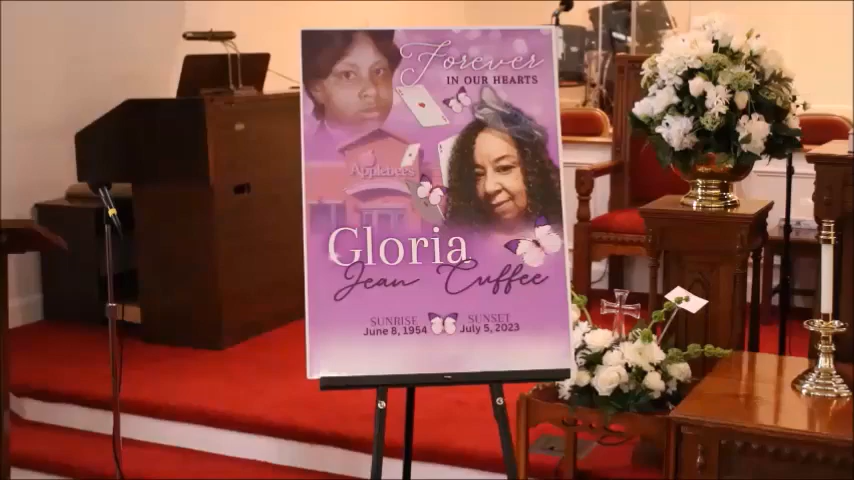 Forever
IN OUR HEARTS
Applebee's
Gloria
Jean Cuffee
SUNRISE SUNSET
June 8, 1954 July 5, 2023